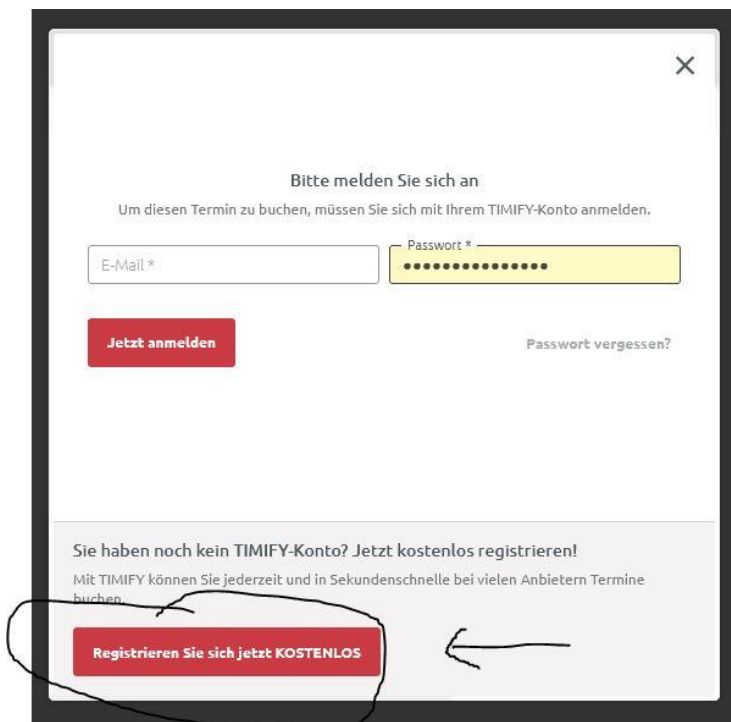 Bitte melden Sie sich an
Um diesen Termin zu buchen, müssen Sie sich mit Ihrem TIMIFY-Konto anmelden.
E-Mail *
Passwort *
Jetzt anmelden
Passwort vergessen?
Sie haben noch kein TIMIFY-Konto? Jetzt kostenlos registrieren!
Mit TIMIFY können Sie jederzeit und in Sekundenschnelle bei vielen Anbietern Termine
buchen.
Registrieren Sie sich jetzt KOSTENLOS